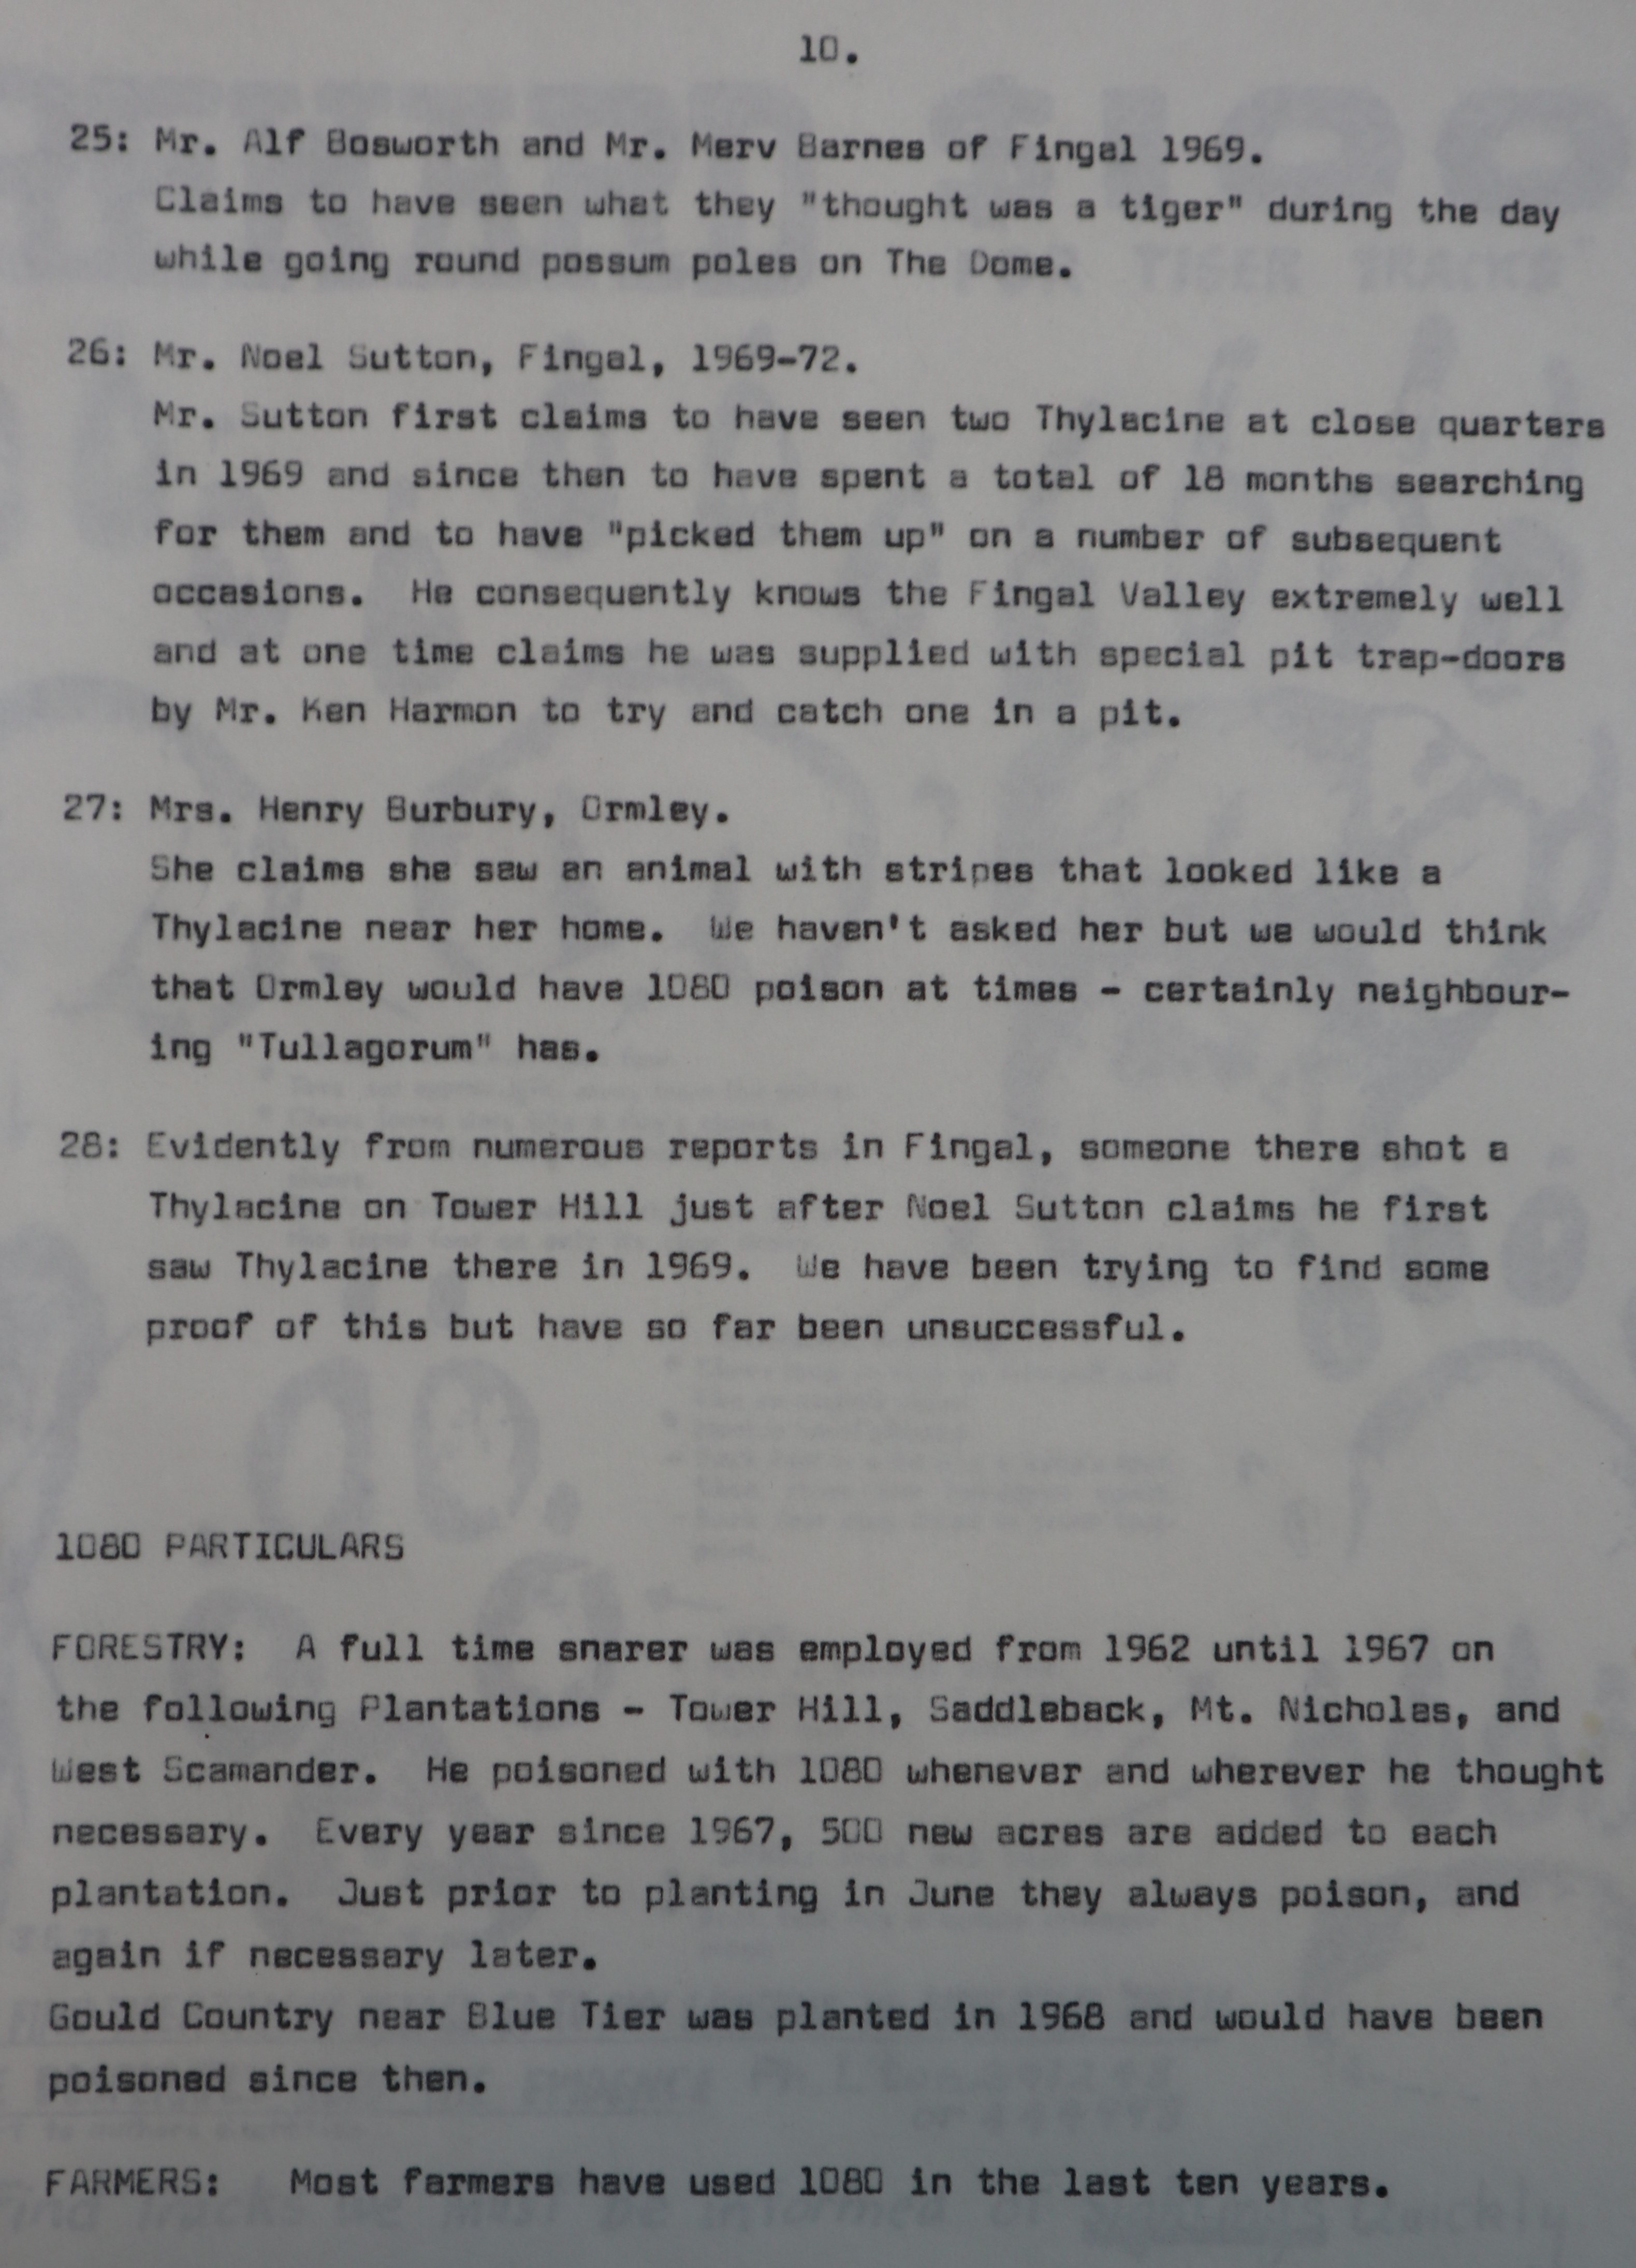 10.
25: Mr. Alf Bosworth and Mr. Merv Barnes of Fingal 1969.
Claims to have seen what they "thought was a tiger" during the day
while going round possum poles on The Dome.
26: Mr. Noel Sutton, Fingal, 1969-72.
Mr. Sutton first claims to have seen two Thylacine at close quarters
in 1969 and since then to have spent a total of 18 months searching
for them and to have "picked them up" on a number of subsequent
occasions. He consequently knows the Fingal Valley extremely well
and at one time claims he was supplied with special pit trap-doors
by Mr. Ken Harmon to try and catch one in a pit.
27: Mrs. Henry Burbury, Ormley.
She claims she saw an animal with stripes that looked like a
Thylacine near her home. We haven't asked her but we would think
that Ormley would have 1080 poison at times - certainly neighbour-
ing "Tullagorum" has.
28: Evidently from numerous reports in Fingal, someone there shot a
Thylacine on Tower Hill just after Noel Sutton claims he first
saw Thylacine there in 1969. We have been trying to find some
proof of this but have so far been unsuccessful.
1080 PARTICULARS
FORESTRY: A full time snarer was employed from 1962 until 1967 on
the following Plantations - Tower Hill, Saddleback, Mt. Nicholas, and
West Scamander. He poisoned with 1080 whenever and wherever he thought
necessary. Every year since 1967, 500 new acres are added to each
plantation. Just prior to planting in June they always poison, and
again if necessary later.
Gould Country near Blue Tier was planted in 1968 and would have been
poisoned since then.
FARMERS: Most farmers have used 1080 in the last ten years.